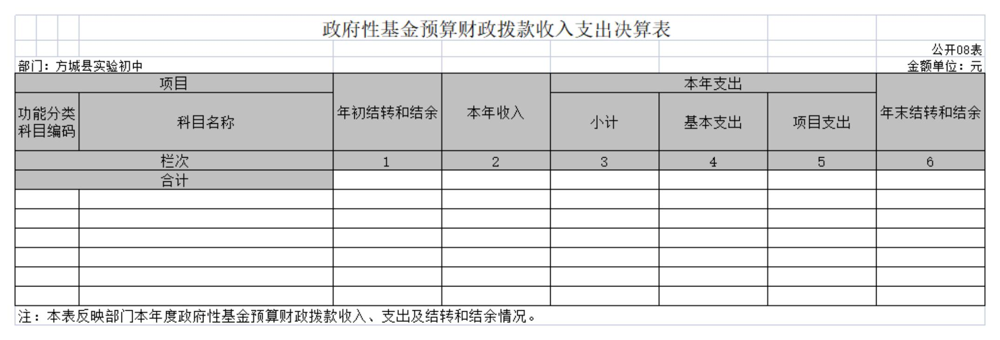 政府性基金预算财政拨款收入支出决算表
公开08表
部门：方城县实验初中 金额单位：元
项目 年初结转和结余 本年收入 本年支出 年末结转和结余
功能分类
科目编码 科目名称 小计 基本支出 项目支出
栏次 1 2 3 4 5 6
合计
注：本表反映部门本年度政府性基金预算财政拨款收入、支出及结转和结余情况。